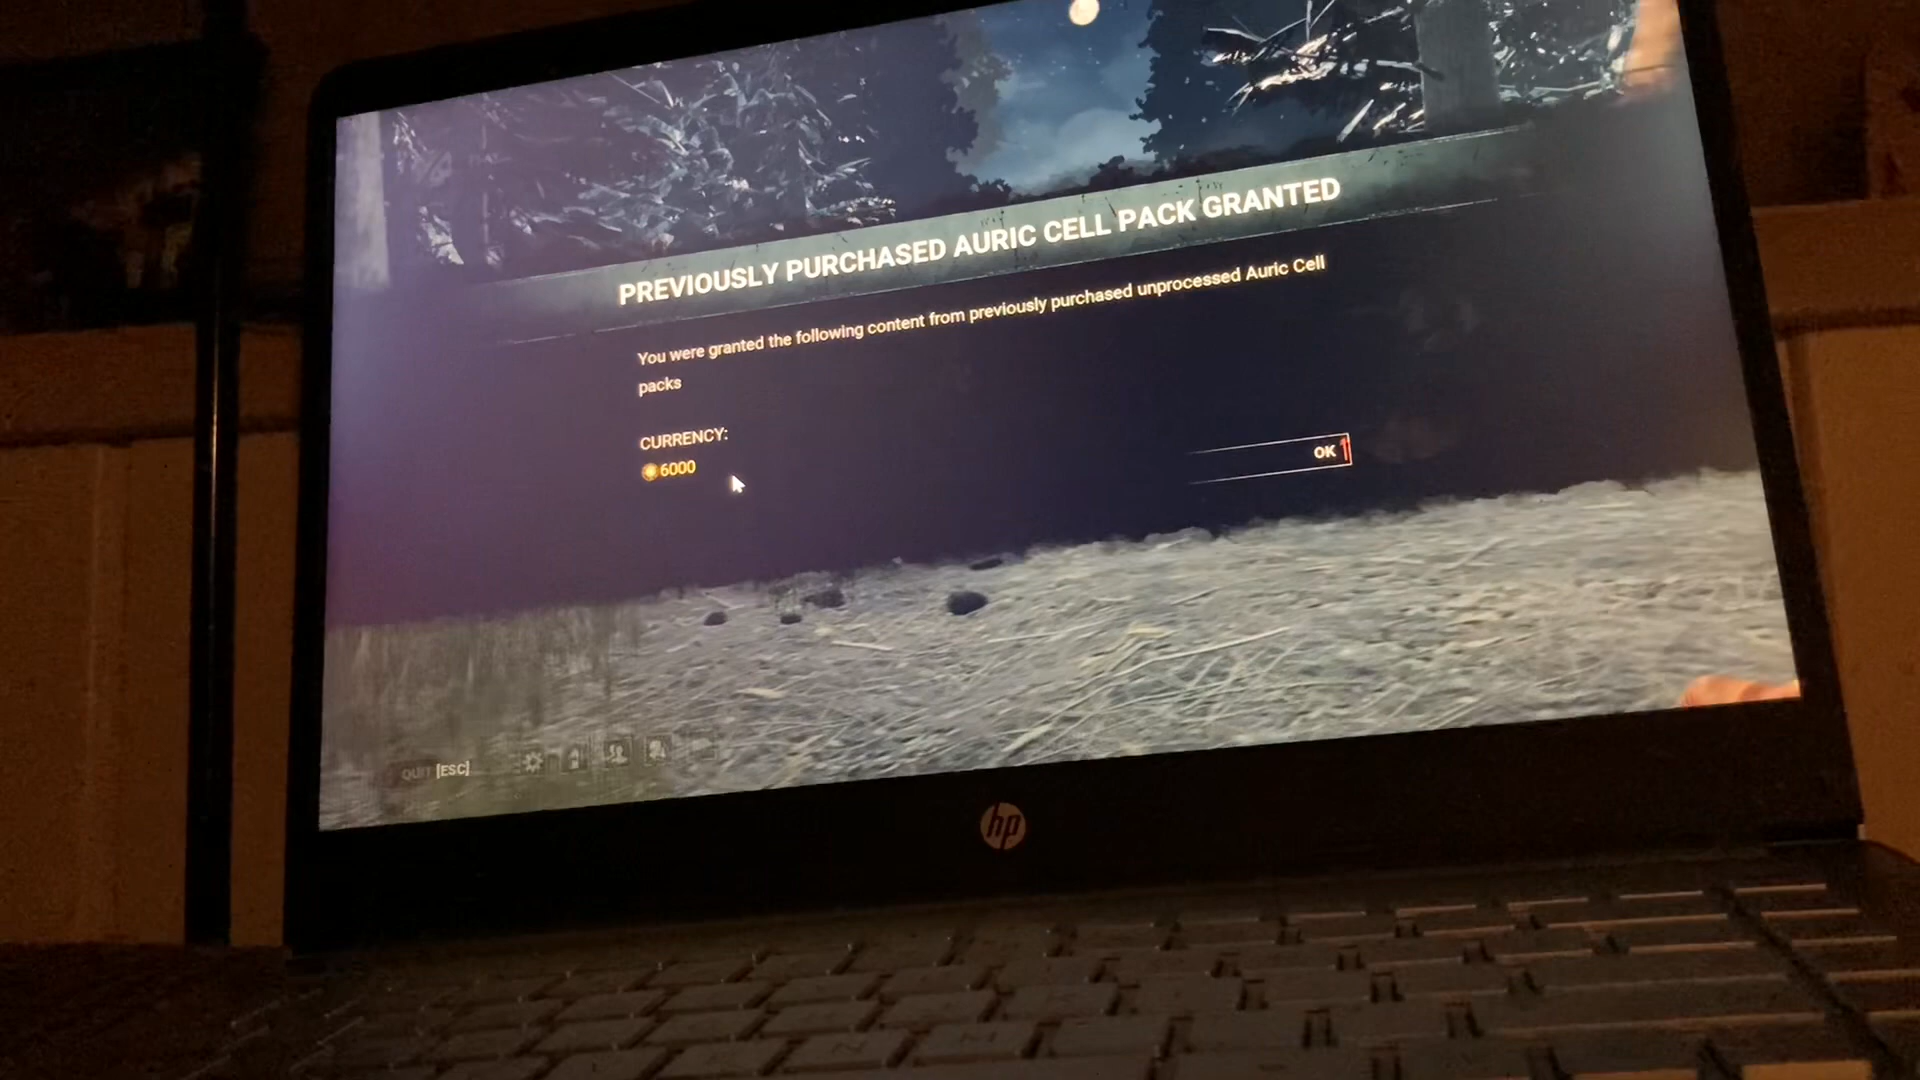 PREVIOUSLY PURCHASED AURIC CELL PACK GRANTED
You were granted the following content from previously purchased unprocessed Auric Cell
packs
CURRENCY:
6000
OK
QUIT [ESC]
hp